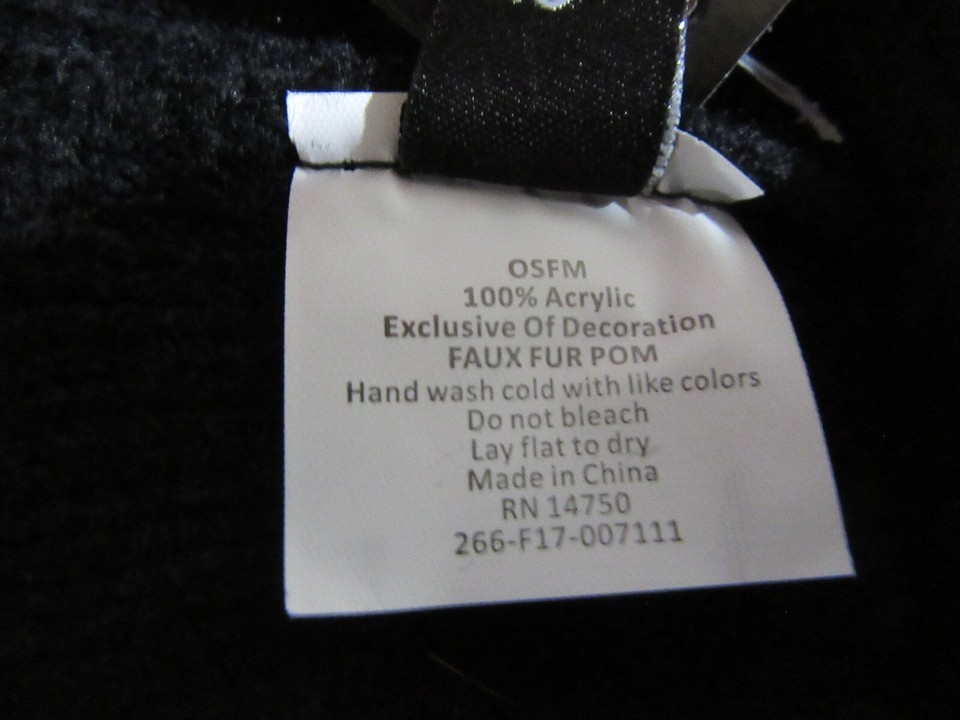 OSFM
100% Acrylic
Exclusive Of Decoration
FAUX FUR POM
Hand wash cold with like colors
Do not bleach
Lay flat to dry
Made in China
RN 14750
266-F17-007111